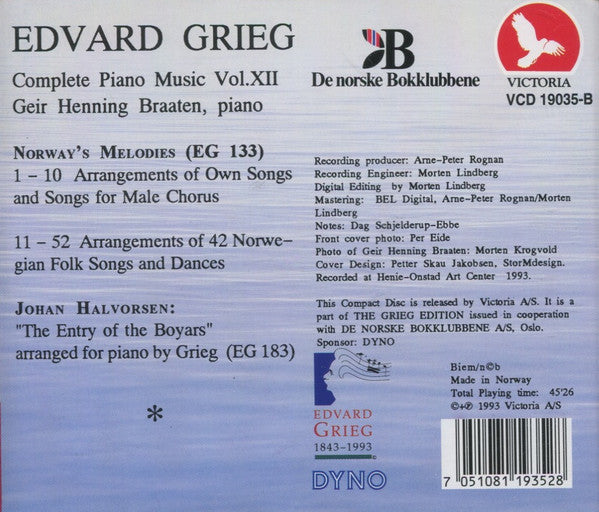 EDVARD GRIEG
Complete Piano Music Vol.XII
Geir Henning Braaten, piano
B
De norske Bokklubbene
VICTORIA
VCD 19035-B
NORWAY'S MELODIES (EG 133)
1 – 10 Arrangements of Own Songs
and Songs for Male Chorus
11 – 52 Arrangements of 42 Norwe-
gian Folk Songs and Dances
JOHAN HALVORSEN:
"The Entry of the Boyars"
arranged for piano by Grieg (EG 183)
*
Recording producer: Arne-Peter Rognan
Recording Engineer: Morten Lindberg
Digital Editing by Morten Lindberg
Mastering: BEL Digital, Arne-Peter Rognan/Morten
Lindberg
Notes: Dag Schjelderup-Ebbe
Front cover photo: Per Eide
Photo of Geir Henning Braaten: Morten Krogvold
Cover Design: Petter Skau Jakobsen, StorMdesign.
Recorded at Henie-Onstad Art Center 1993.
This Compact Disc is released by Victoria A/S. It is a
part of THE GRIEG EDITION issued in cooperation
with DE NORSKE BOKKLUBBENE A/S, Oslo.
Sponsor: DYNO
EDVARD
GRIEG
1843–1993
DYNO
Biem/n©b
Made in Norway
Total Playing time: 45'26
©+℗ 1993 Victoria A/S
7 051081 193528